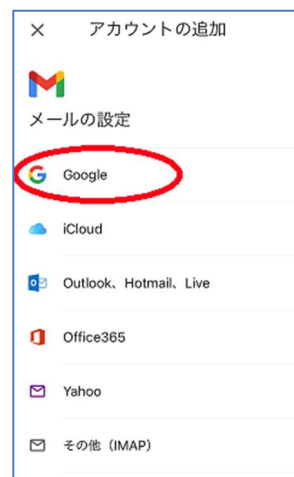 × アカウントの追加
メールの設定
Google
iCloud
Outlook、Hotmail、Live
Office365
Yahoo
その他（IMAP）